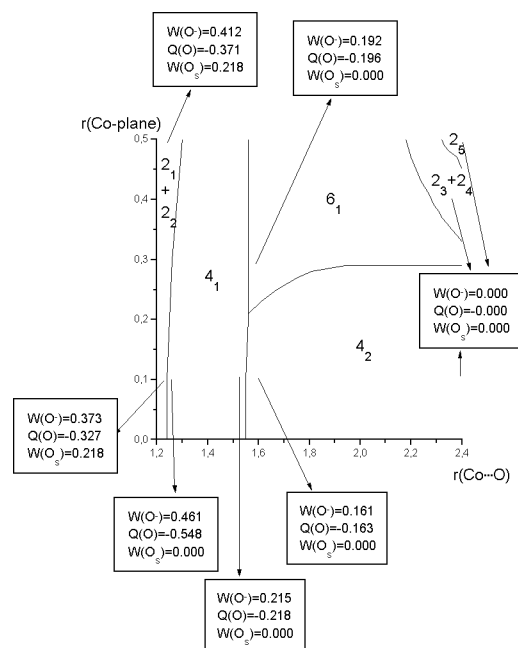 W(O-)=0.412
Q(O)=-0.371
W(Os)=0.218
W(O-)=0.192
Q(O)=-0.196
W(Os)=0.000
r(Co-plane)
0,5
0,4
0,3
0,2
0,1
0,0
21
+
22
41
61
25
23+24
42
W(O-)=0.000
Q(O)=-0.000
W(Os)=0.000
1,2 1,4 1,6 1,8 2,0 2,2 2,4
r(Co···O)
W(O-)=0.373
Q(O)=-0.327
W(Os)=0.218
W(O-)=0.461
Q(O)=-0.548
W(Os)=0.000
W(O-)=0.161
Q(O)=-0.163
W(Os)=0.000
W(O-)=0.215
Q(O)=-0.218
W(Os)=0.000